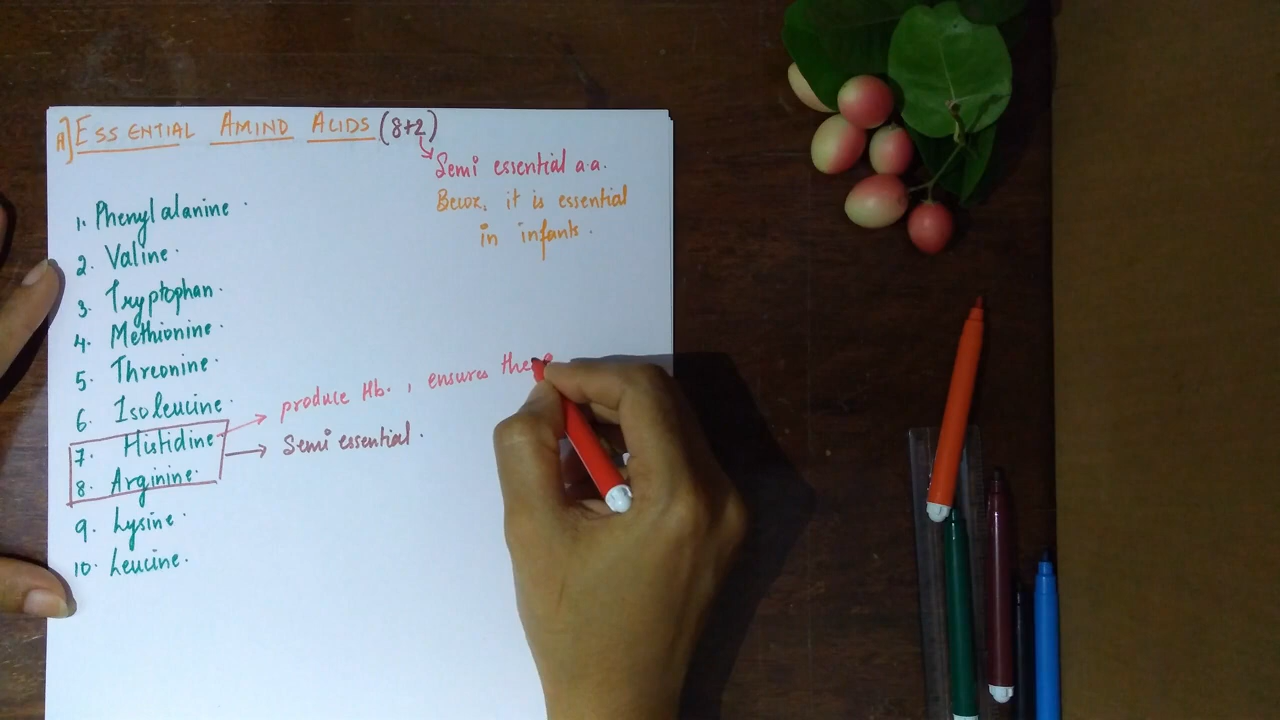 A] ESSENTIAL AMINO ACIDS (8+2)
Semi essential a.a.
Becoz, it is essential
in infants.
1. Phenyl alanine.
2. Valine.
3. Tryptophan.
4. Methionine.
5. Threonine.
6. Isoleucine.
7. Histidine
produce Hb., ensures the
8. Arginine.
Semi essential.
9. Lysine.
10. Leucine.